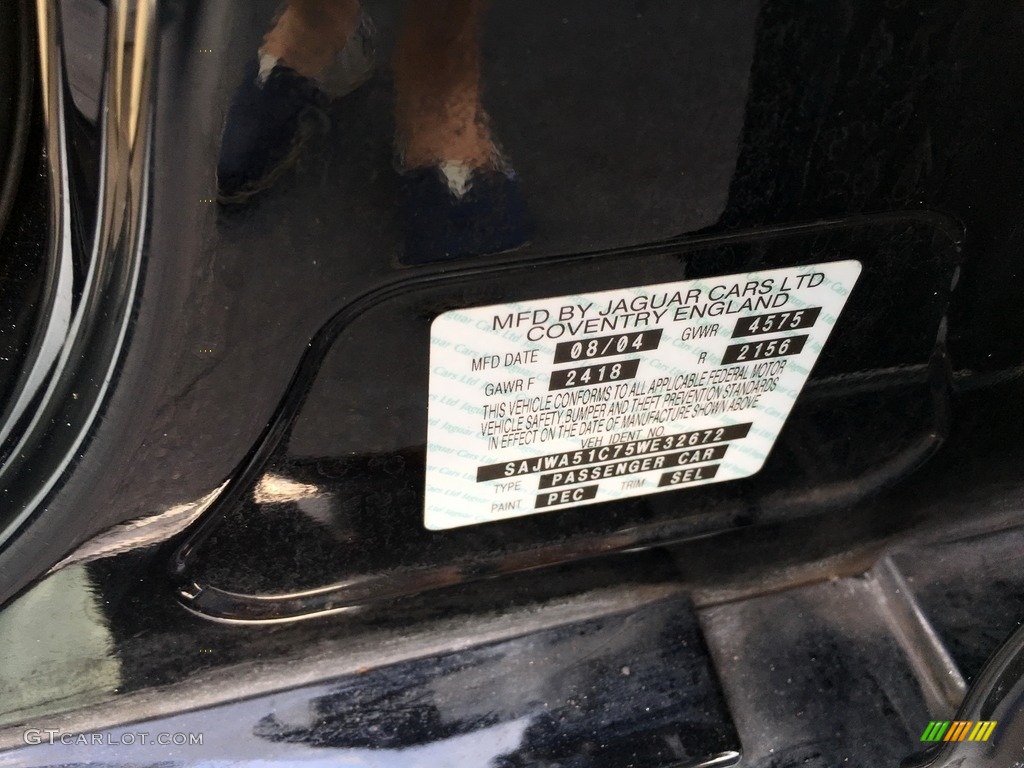 MFD BY JAGUAR CARS LTD
COVENTRY ENGLAND
MFD DATE 08/04 GVWR 4575
GAWR F 2418 R 2156
THIS VEHICLE CONFORMS TO ALL APPLICABLE FEDERAL MOTOR
VEHICLE SAFETY BUMPER AND THEFT PREVENTION STANDARDS
IN EFFECT ON THE DATE OF MANUFACTURE SHOWN ABOVE
VEH IDENT NO
SAJWA51C75WE32672
TYPE PASSENGER CAR
PAINT PEC TRIM SEL
GTCARLOT.COM